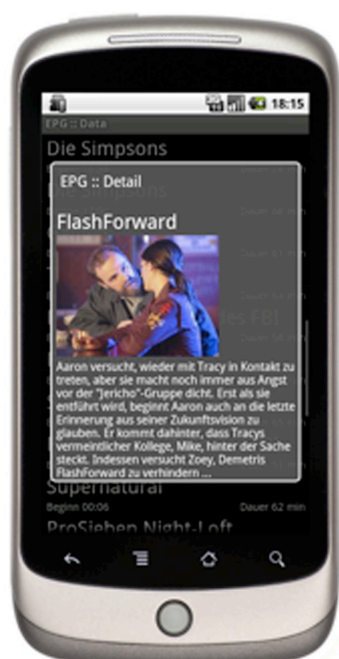 18:15
EPG :: Data
Die Simpsons
EPG :: Detail
FlashForward
des FBI
Aaron versucht, wieder mit Tracy in Kontakt zu
treten, aber sie macht noch immer aus Angst
vor der "Jericho"-Gruppe dicht. Erst als sie
entführt wird, beginnt Aaron auch an die letzte
Erinnerung aus seiner Zukunftsvision zu
glauben. Er kommt dahinter, dass Tracys
vermeintlicher Kollege, Mike, hinter der Sache
steckt. Indessen versucht Zoey, Demetris
FlashForward zu verhindern ...
Supernatural
Beginn 00:06 Dauer 62 min
ProSieben Night-Loft